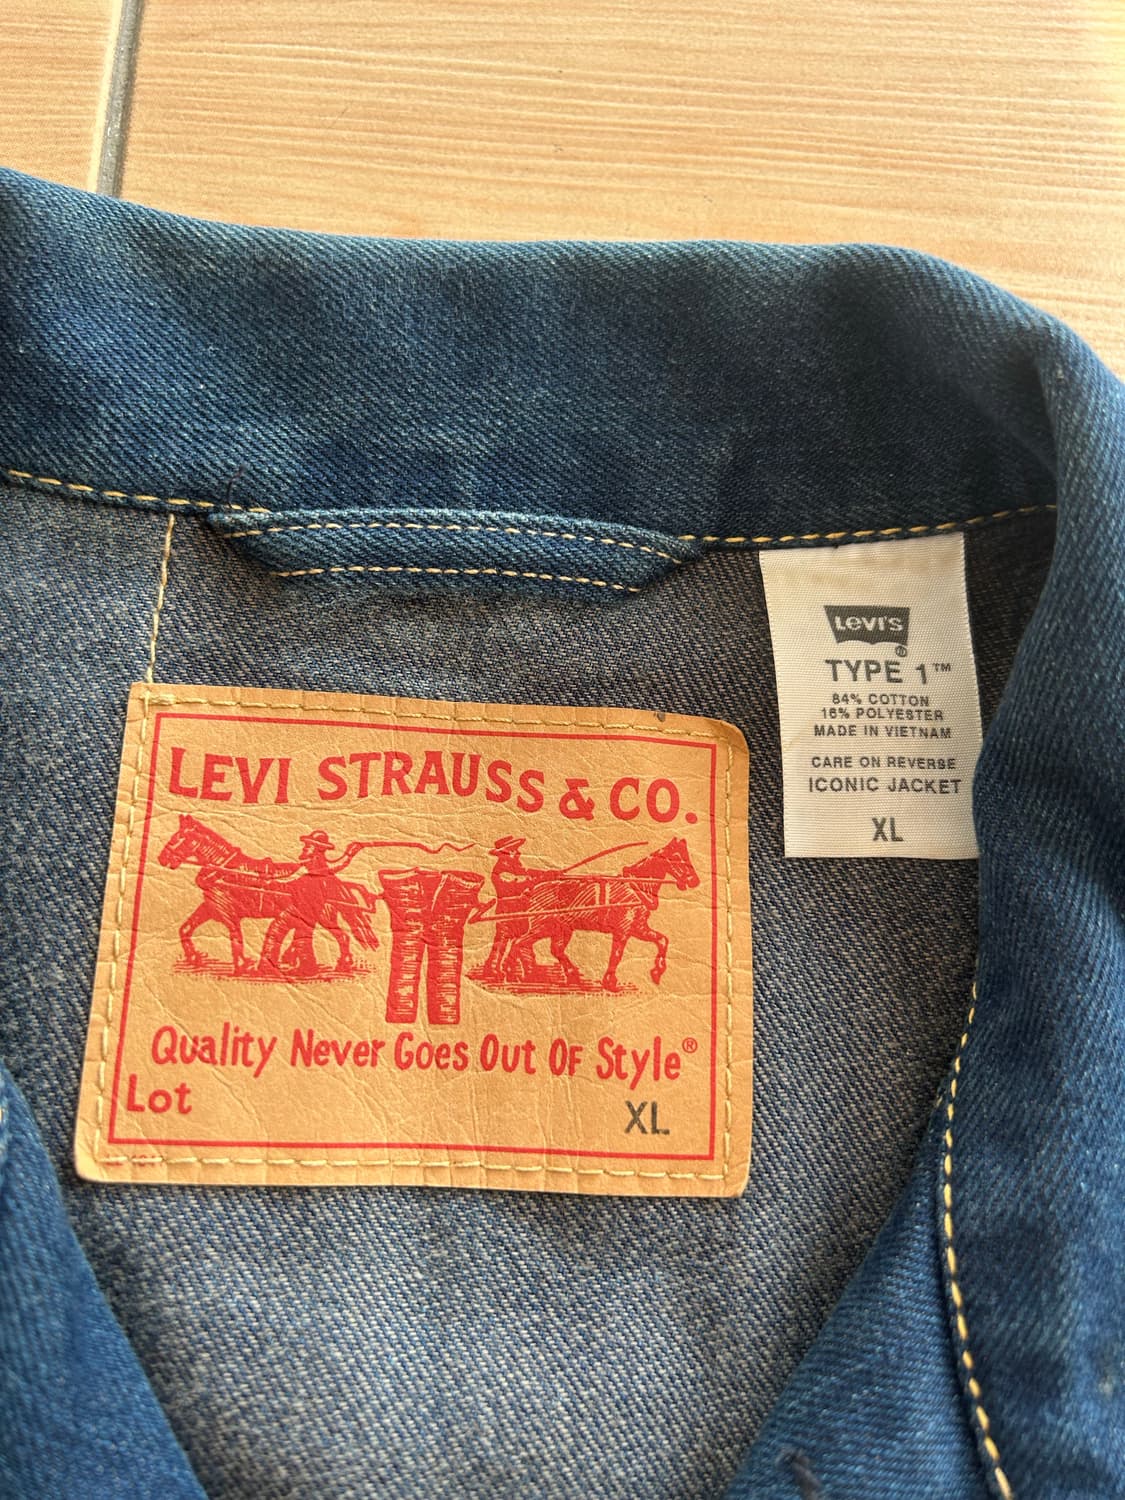 LEVI STRAUSS & CO.
Quality Never Goes Out Of Style®
Lot
XL
Levi's®
TYPE 1™
84% COTTON
16% POLYESTER
MADE IN VIETNAM
CARE ON REVERSE
ICONIC JACKET
XL